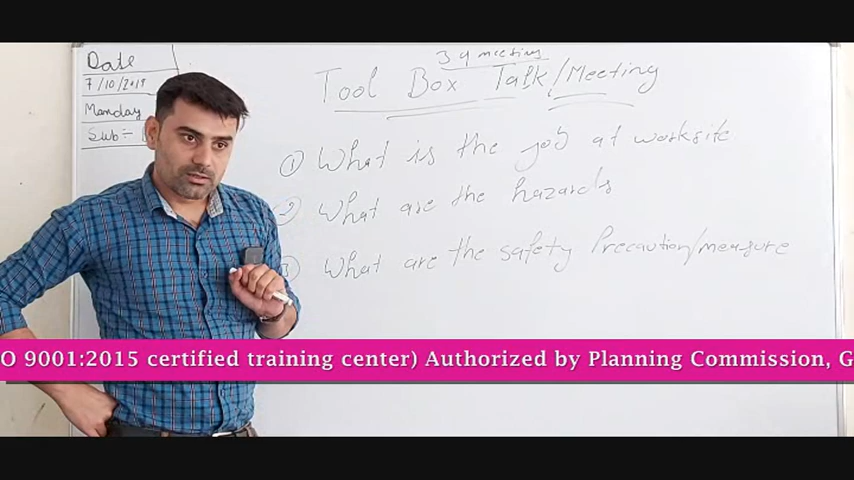 Date
7/10/2019
Manday
Sub:-
3 4 meeting
Tool Box Talk/Meeting
① What is the job at worksite
② What are the hazards
③ What are the safety Precaution/measure
O 9001:2015 certified training center) Authorized by Planning Commission, G